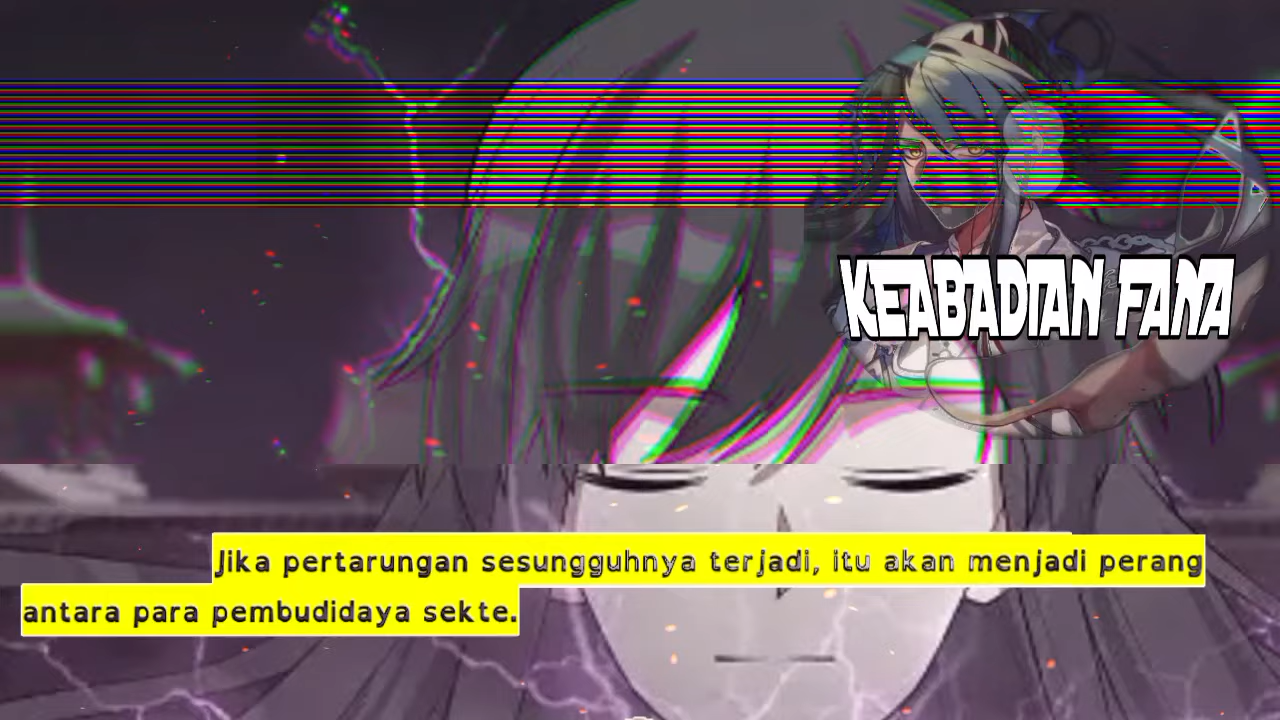 KEABADIAN FANA
Jika pertarungan sesungguhnya terjadi, itu akan menjadi perang
antara para pembudidaya sekte.